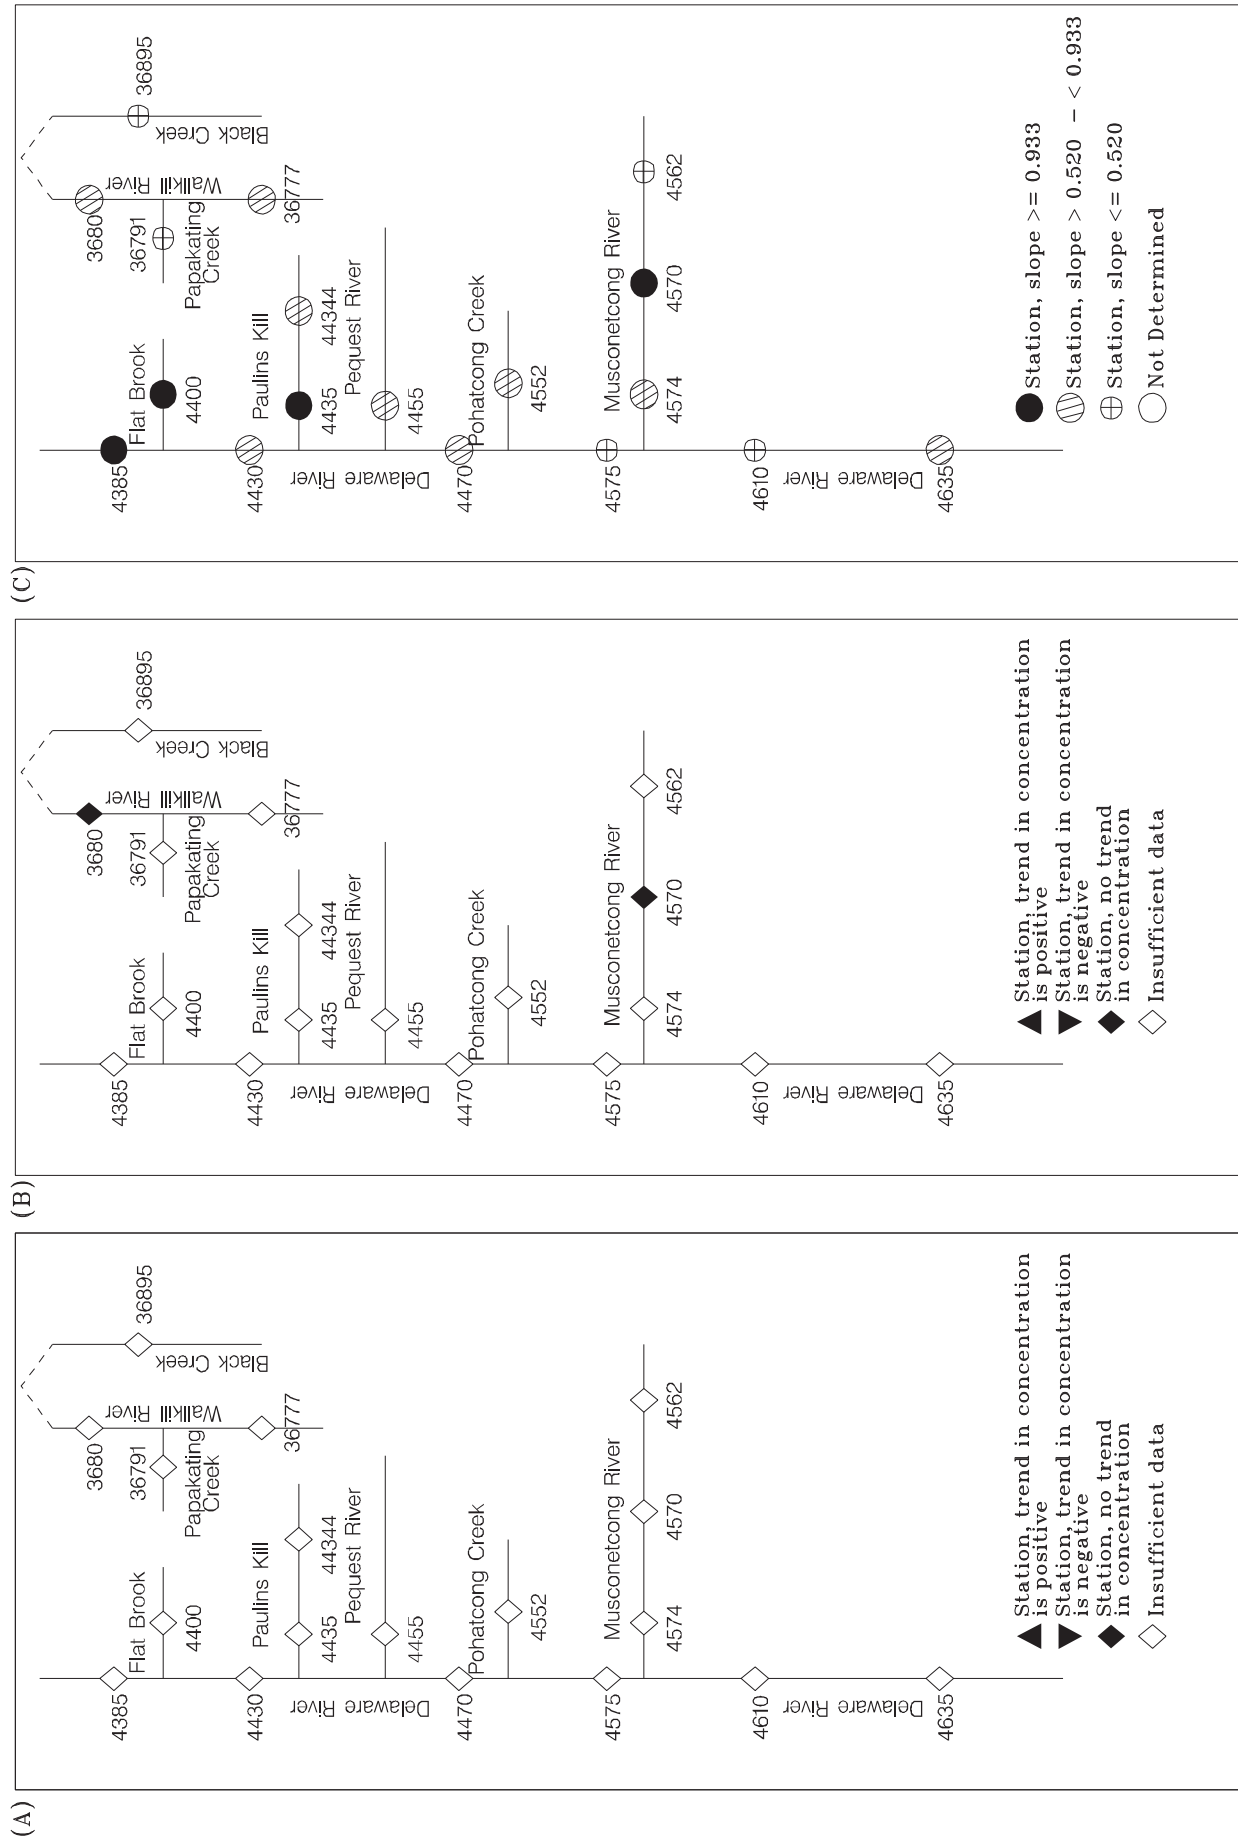 (A)
36895
Black Creek
Wallkill River
3680
36777
36791
Papakating
Creek
Flat Brook
4400
4385
Paulins Kill
44344
4435
4430
Pequest River
4455
Delaware River
Pohatcong Creek
4470
4552
Musconetcong River
4562
4570
4574
4575
4610
Delaware River
4635
Station, trend in concentration
is positive
Station, trend in concentration
is negative
Station, no trend
in concentration
Insufficient data
(B)
36895
Black Creek
Wallkill River
3680
36777
36791
Papakating
Creek
Flat Brook
4400
4385
Paulins Kill
44344
4435
4430
Pequest River
4455
Delaware River
Pohatcong Creek
4470
4552
Musconetcong River
4562
4570
4574
4575
4610
Delaware River
4635
Station, trend in concentration
is positive
Station, trend in concentration
is negative
Station, no trend
in concentration
Insufficient data
(C)
36895
Black Creek
Wallkill River
3680
36777
36791
Papakating
Creek
Flat Brook
4400
4385
Paulins Kill
44344
4435
4430
Pequest River
4455
Delaware River
Pohatcong Creek
4470
4552
Musconetcong River
4562
4570
4574
4575
4610
Delaware River
4635
Station, slope >= 0.933
Station, slope > 0.520 - < 0.933
Station, slope <= 0.520
Not Determined